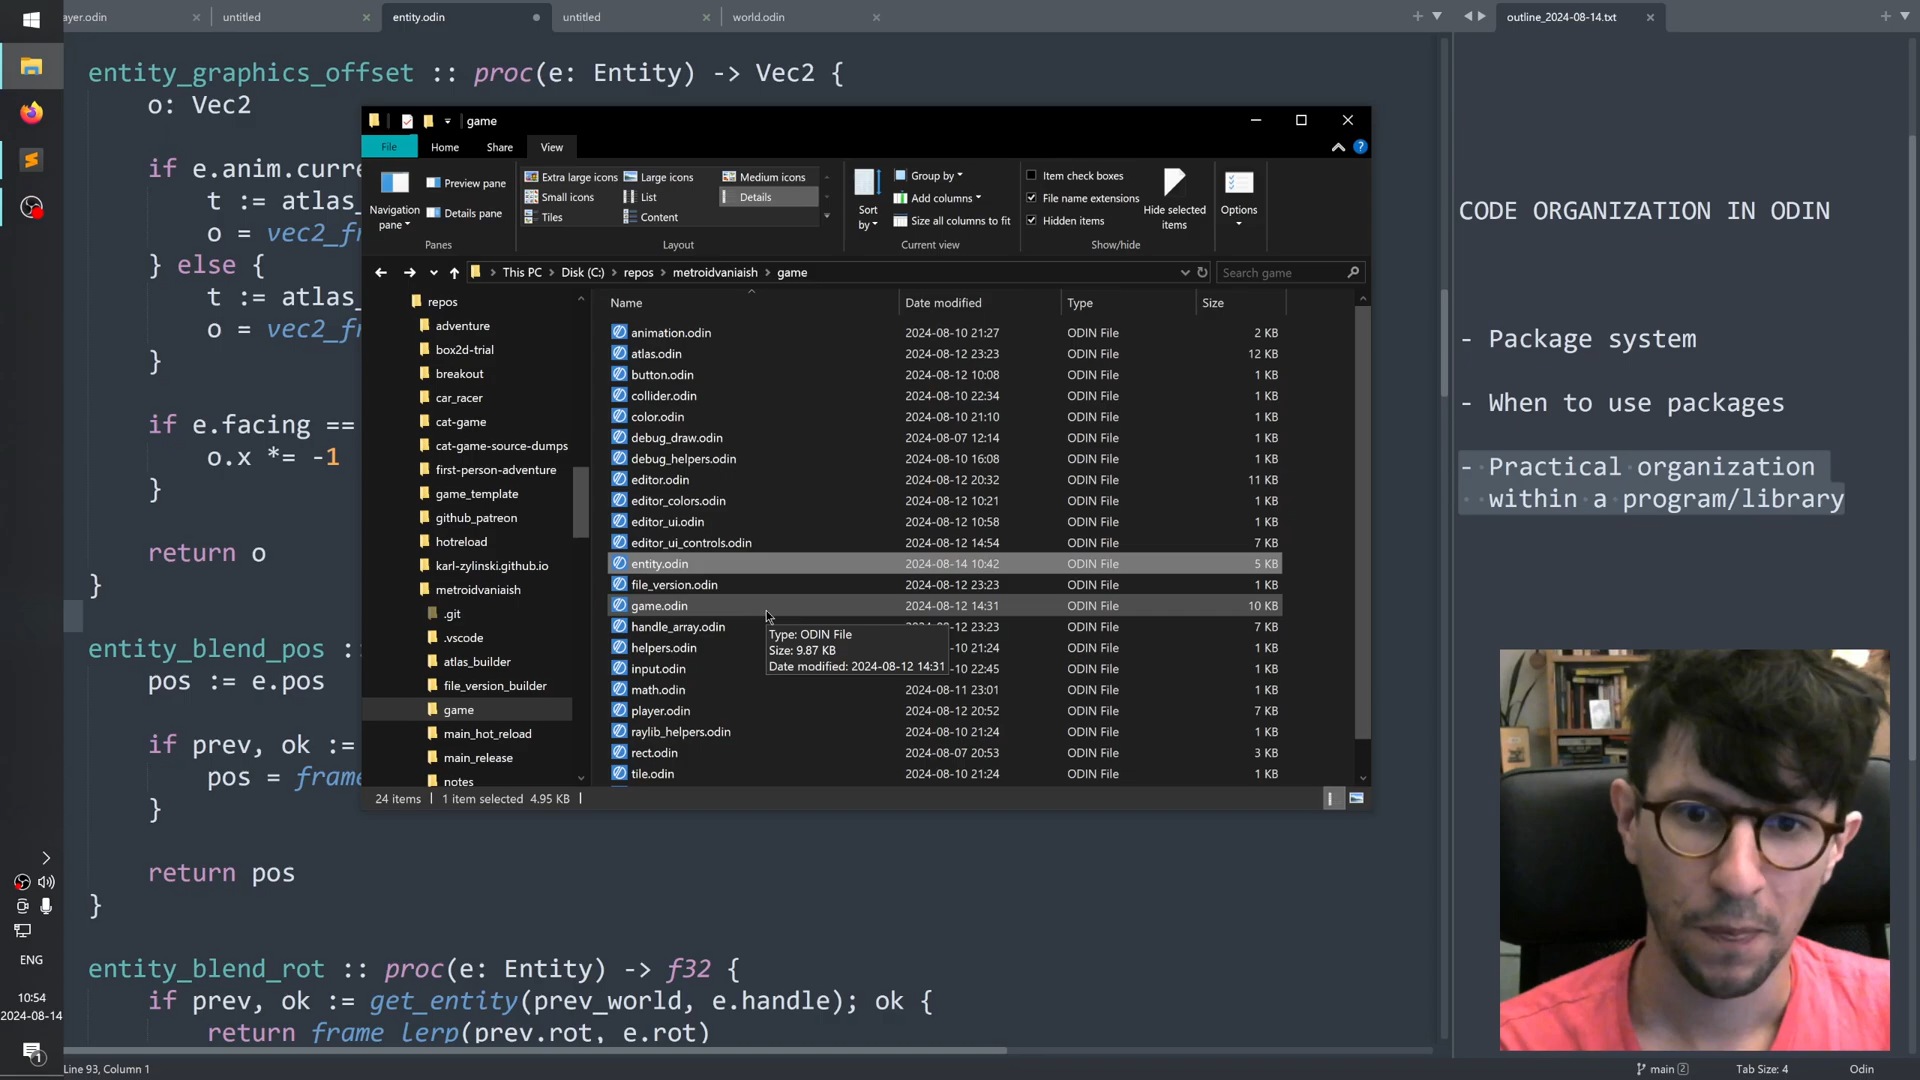 ayer.odin
untitled
entity.odin
untitled
world.odin
outline_2024-08-14.txt
entity_graphics_offset :: proc(e: Entity) -> Vec2 {
o: Vec2
if e.anim.curre
t := atlas_
o = vec2_fr
} else {
t := atlas_
o = vec2_fr
}
if e.facing ==
o.x *= -1
}
return o
}
entity_blend_pos :
pos := e.pos
if prev, ok :=
pos = frame
}
return pos
}
entity_blend_rot :: proc(e: Entity) -> f32 {
if prev, ok := get_entity(prev_world, e.handle); ok {
return frame_lerp(prev.rot, e.rot)
game
File
Home
Share
View
Navigation
pane
Preview pane
Details pane
Panes
Extra large icons
Large icons
Medium icons
Small icons
List
Details
Tiles
Content
Layout
Sort
by
Group by
Add columns
Size all columns to fit
Current view
Item check boxes
File name extensions
Hidden items
Hide selected
items
Show/hide
Options
This PC
Disk (C:)
repos
metroidvaniaish
game
Search game
repos
adventure
box2d-trial
breakout
car_racer
cat-game
cat-game-source-dumps
first-person-adventure
game_template
github_patreon
hotreload
karl-zylinski.github.io
metroidvaniaish
.git
.vscode
atlas_builder
file_version_builder
game
main_hot_reload
main_release
notes
Name Date modified Type Size
animation.odin 2024-08-10 21:27 ODIN File 2 KB
atlas.odin 2024-08-12 23:23 ODIN File 12 KB
button.odin 2024-08-12 10:08 ODIN File 1 KB
collider.odin 2024-08-10 22:34 ODIN File 1 KB
color.odin 2024-08-10 21:10 ODIN File 1 KB
debug_draw.odin 2024-08-07 12:14 ODIN File 1 KB
debug_helpers.odin 2024-08-10 16:08 ODIN File 1 KB
editor.odin 2024-08-12 20:32 ODIN File 11 KB
editor_colors.odin 2024-08-12 10:21 ODIN File 1 KB
editor_ui.odin 2024-08-12 10:58 ODIN File 1 KB
editor_ui_controls.odin 2024-08-12 14:54 ODIN File 7 KB
entity.odin 2024-08-14 10:42 ODIN File 5 KB
file_version.odin 2024-08-12 23:23 ODIN File 1 KB
game.odin 2024-08-12 14:31 ODIN File 10 KB
handle_array.odin 12 23:23 ODIN File 7 KB
helpers.odin 10 21:24 ODIN File 1 KB
input.odin 10 22:45 ODIN File 1 KB
math.odin 2024-08-11 23:01 ODIN File 1 KB
player.odin 2024-08-12 20:52 ODIN File 7 KB
raylib_helpers.odin 2024-08-10 21:24 ODIN File 1 KB
rect.odin 2024-08-07 20:53 ODIN File 3 KB
tile.odin 2024-08-10 21:24 ODIN File 1 KB
Type: ODIN File
Size: 9.87 KB
Date modified: 2024-08-12 14:31
24 items
1 item selected 4.95 KB
CODE ORGANIZATION IN ODIN
- Package system
- When to use packages
- Practical organization
within a program/library
ENG
10:54
2024-08-14
1
Line 93, Column 1
main 2
Tab Size: 4
Odin